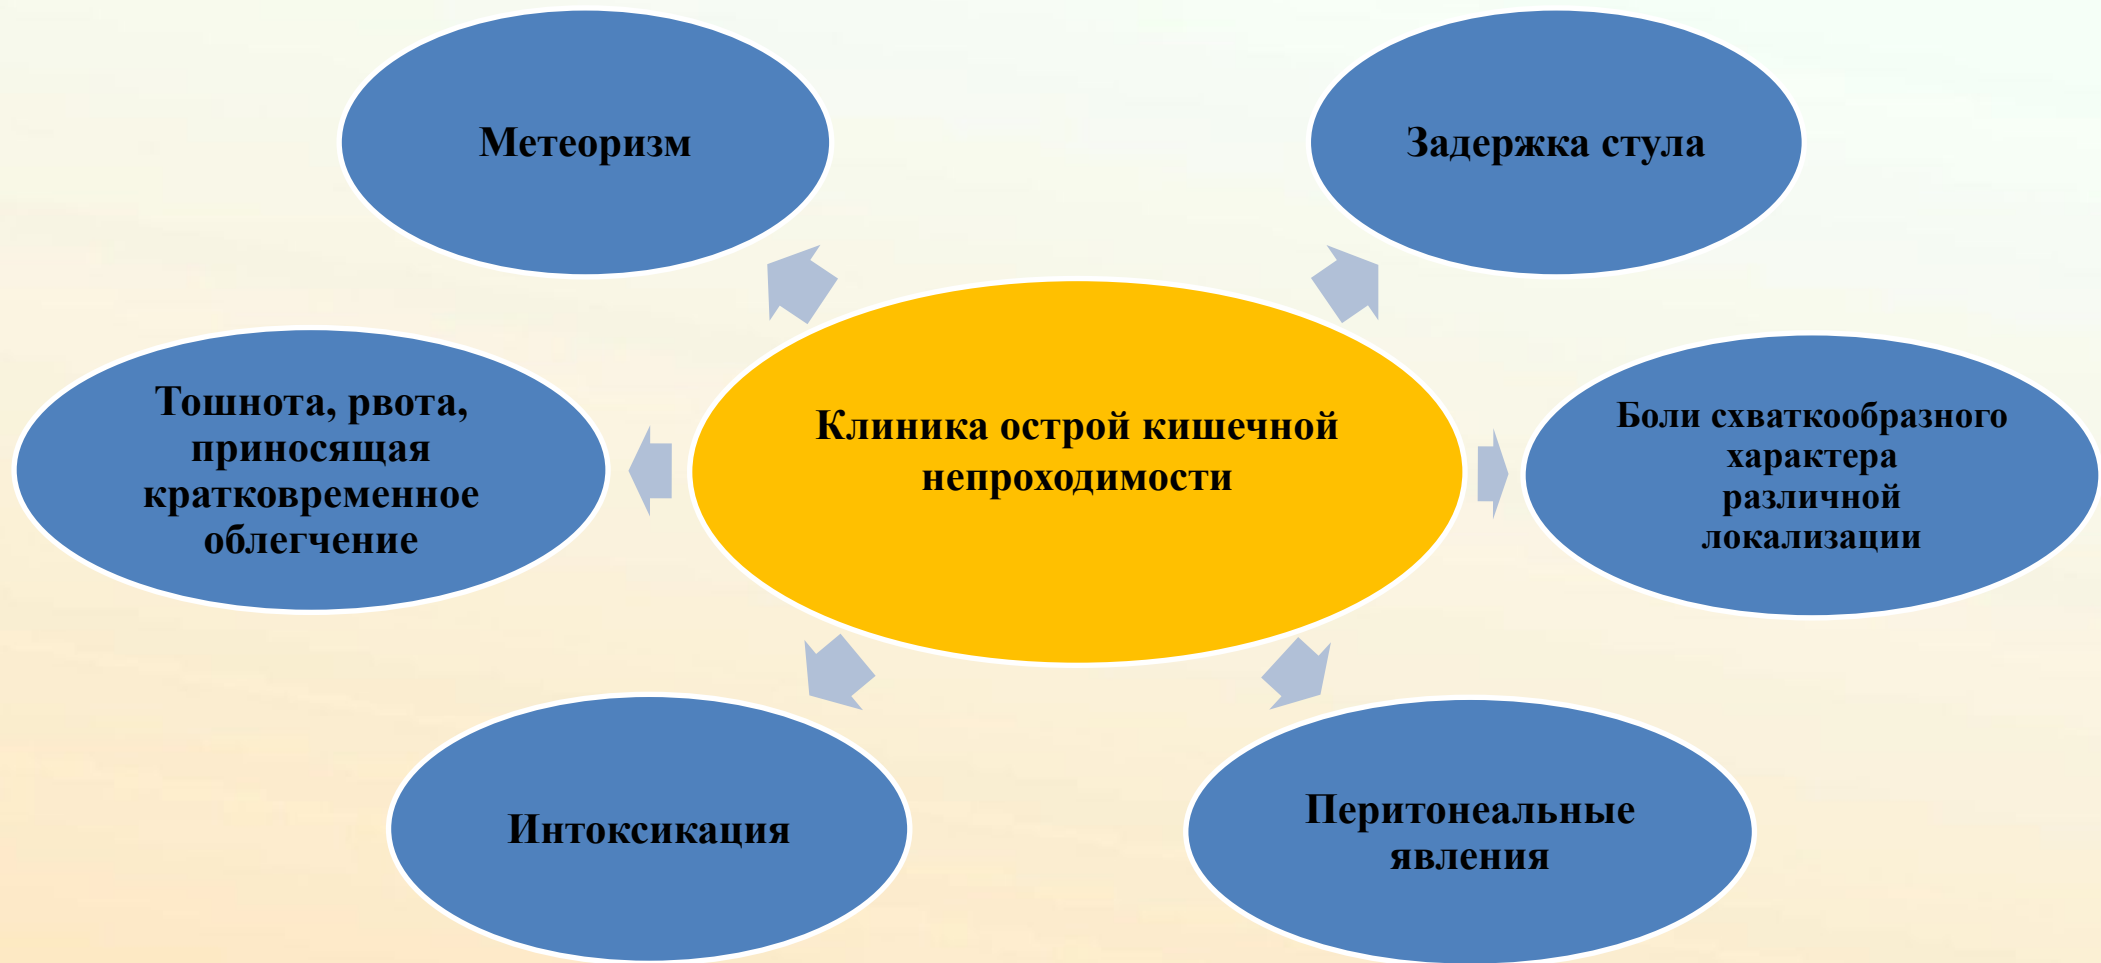 Метеоризм
Задержка стула
Тошнота, рвота,
приносящая
кратковременное
облегчение
Клиника острой кишечной
непроходимости
Боли схваткообразного
характера
различной
локализации
Интоксикация
Перитонеальные
явления